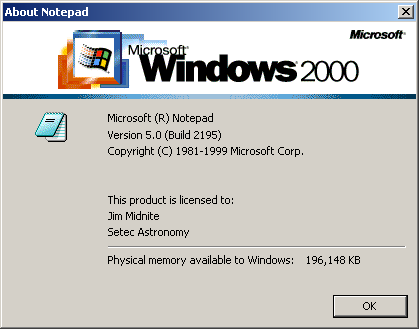 About Notepad
Microsoft
Microsoft
Windows 2000
Microsoft (R) Notepad
Version 5.0 (Build 2195)
Copyright (C) 1981-1999 Microsoft Corp.
This product is licensed to:
Jim Midnite
Setec Astronomy
Physical memory available to Windows: 196,148 KB
OK